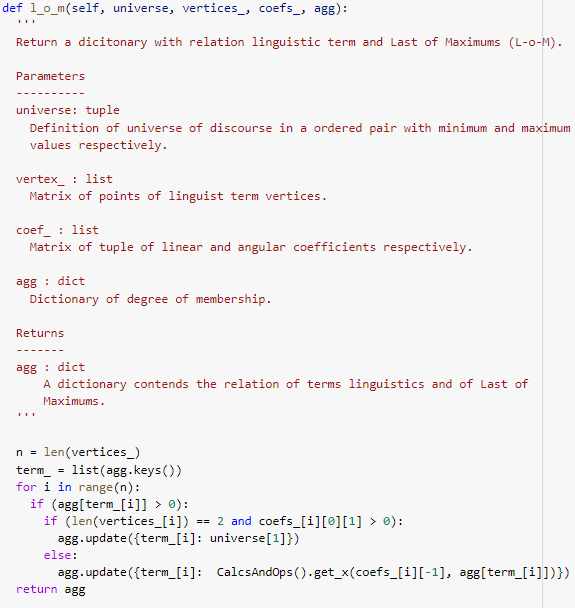 def l_o_m(self, universe, vertices_, coefs_, agg):
  '''
  Return a dicitonary with relation linguistic term and Last of Maximums (L-o-M).

  Parameters
  ----------
  universe: tuple
    Definition of universe of discourse in a ordered pair with minimum and maximum
    values respectively.

  vertex_ : list
    Matrix of points of linguist term vertices.

  coef_ : list
    Matrix of tuple of linear and angular coefficients respectively.

  agg : dict
    Dictionary of degree of membership.

  Returns
  -------
  agg : dict
      A dictionary contends the relation of terms linguistics and of Last of
      Maximums.
  '''

  n = len(vertices_)
  term_ = list(agg.keys())
  for i in range(n):
    if (agg[term_[i]] > 0):
      if (len(vertices_[i]) == 2 and coefs_[i][0][1] > 0):
        agg.update({term_[i]: universe[1]})
      else:
        agg.update({term_[i]:  CalcsAndOps().get_x(coefs_[i][-1], agg[term_[i]])})
  return agg